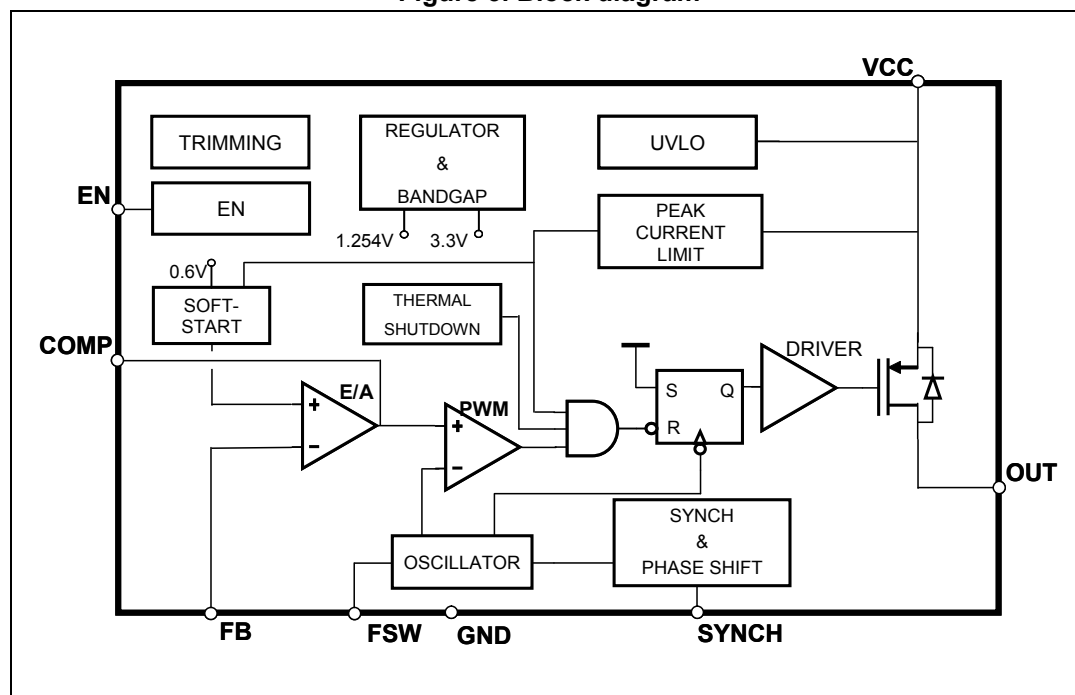 Figure Block diagram
VCC
TRIMMING
REGULATOR
&
BANDGAP
UVLO
EN
EN
PEAK
CURRENT
LIMIT
1.254V
3.3V
0.6V
SOFT-
START
THERMAL
SHUTDOWN
COMP
DRIVER
E/A
PWM
+
−
+
−
S
Q
R
OUT
OSCILLATOR
SYNCH
&
PHASE SHIFT
FB
FSW
GND
SYNCH